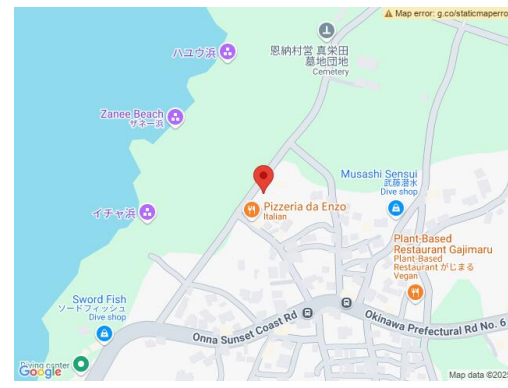 Map error: g.co/staticmaperro
ハユウ浜
恩納村営 真栄田
墓地団地
Cemetery
Zanee Beach
ザネー浜
Musashi Sensui
武藤潜水
Dive shop
イチャ浜
Pizzeria da Enzo
Italian
Plant-Based
Restaurant Gajimaru
Plant-Based
Restaurant がじまる
Vegan
Sword Fish
ソードフィッシュ
Dive shop
Onna Sunset Coast Rd
Okinawa Prefectural Rd No. 6
Diving center
Google
Map data ©2025